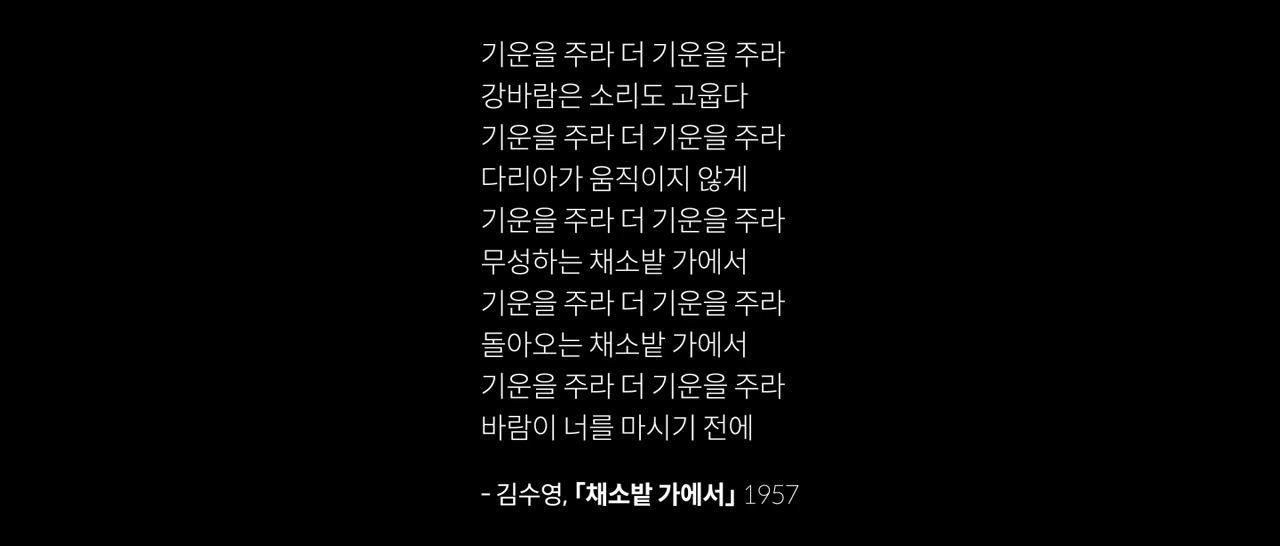 기운을 주라 더 기운을 주라
강바람은 소리도 고웁다
기운을 주라 더 기운을 주라
다리아가 움직이지 않게
기운을 주라 더 기운을 주라
무성하는 채소밭 가에서
기운을 주라 더 기운을 주라
돌아오는 채소밭 가에서
기운을 주라 더 기운을 주라
바람이 너를 마시기 전에
- 김수영, 「채소밭 가에서」 1957